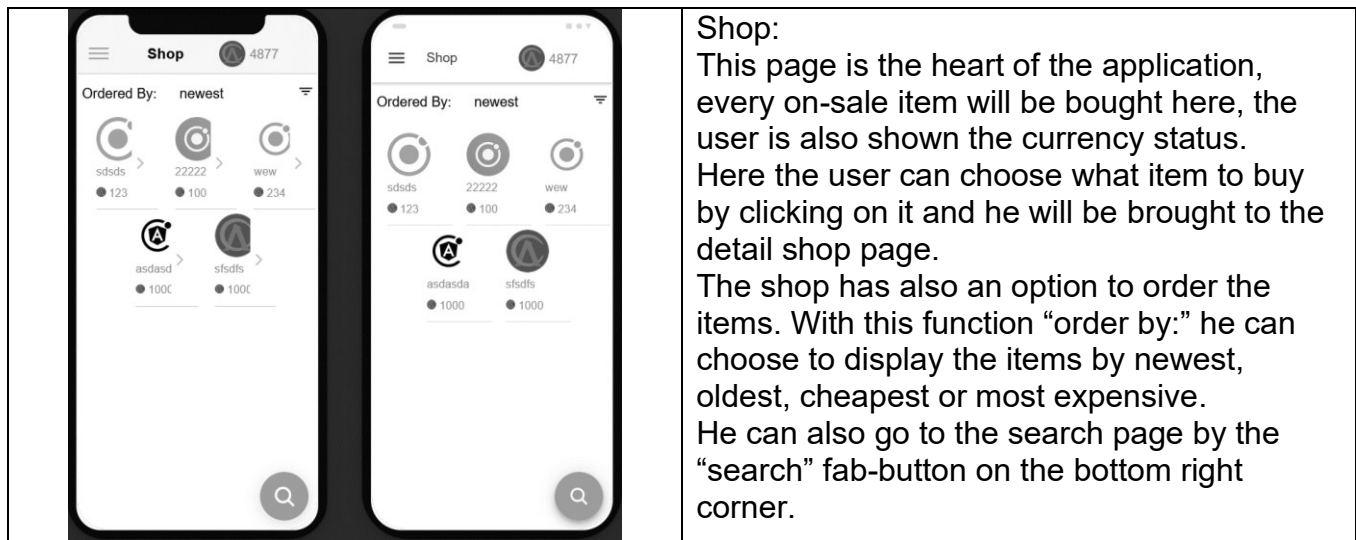 Shop
4877
Ordered By: newest
sdsds
22222
wew
123
100
234
asdasd
sfsdfs
1000
1000
Shop
4877
Ordered By: newest
sdsds
22222
wew
123
100
234
asdasda
sfsdfs
1000
1000
Shop:
This page is the heart of the application,
every on-sale item will be bought here, the
user is also shown the currency status.
Here the user can choose what item to buy
by clicking on it and he will be brought to the
detail shop page.
The shop has also an option to order the
items. With this function “order by:” he can
choose to display the items by newest,
oldest, cheapest or most expensive.
He can also go to the search page by the
“search” fab-button on the bottom right
corner.